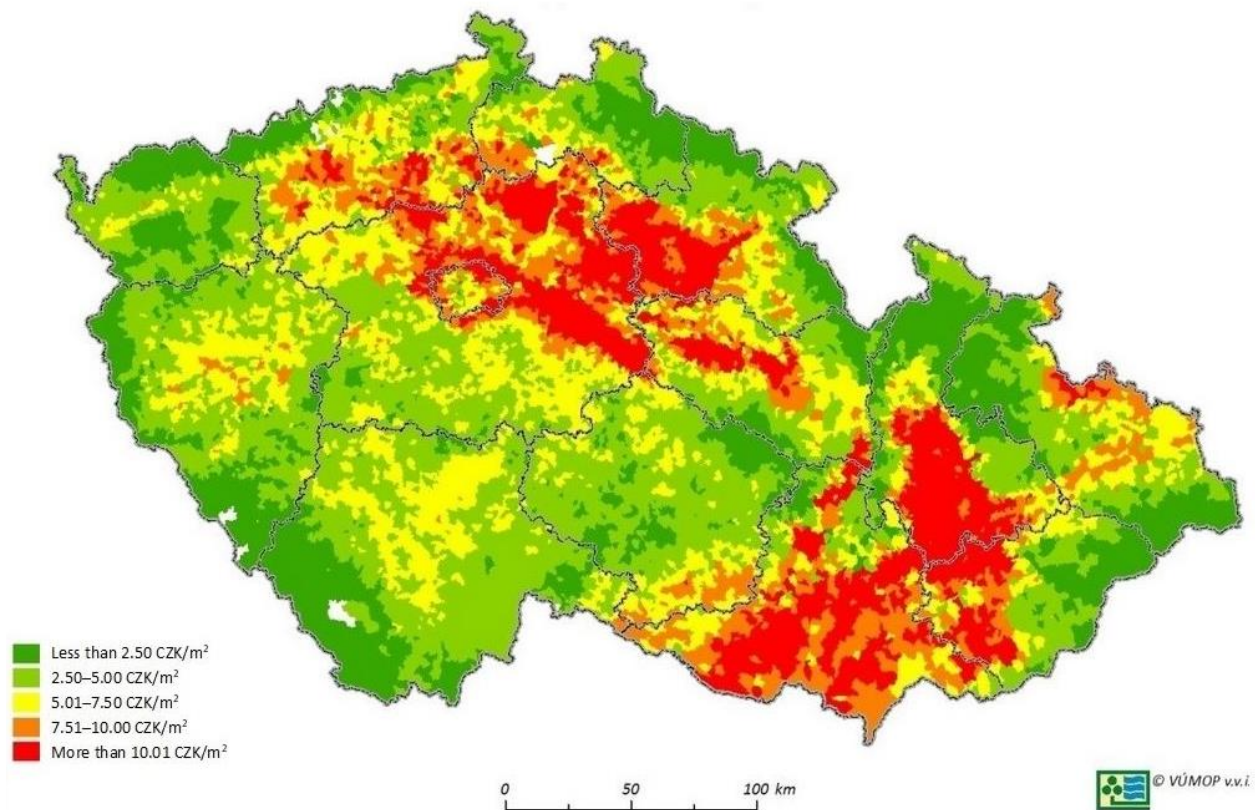 Less than 2.50 CZK/m²
2.50–5.00 CZK/m²
5.01–7.50 CZK/m²
7.51–10.00 CZK/m²
More than 10.01 CZK/m²
0 50 100 km
© VÚMOP v.v.i.